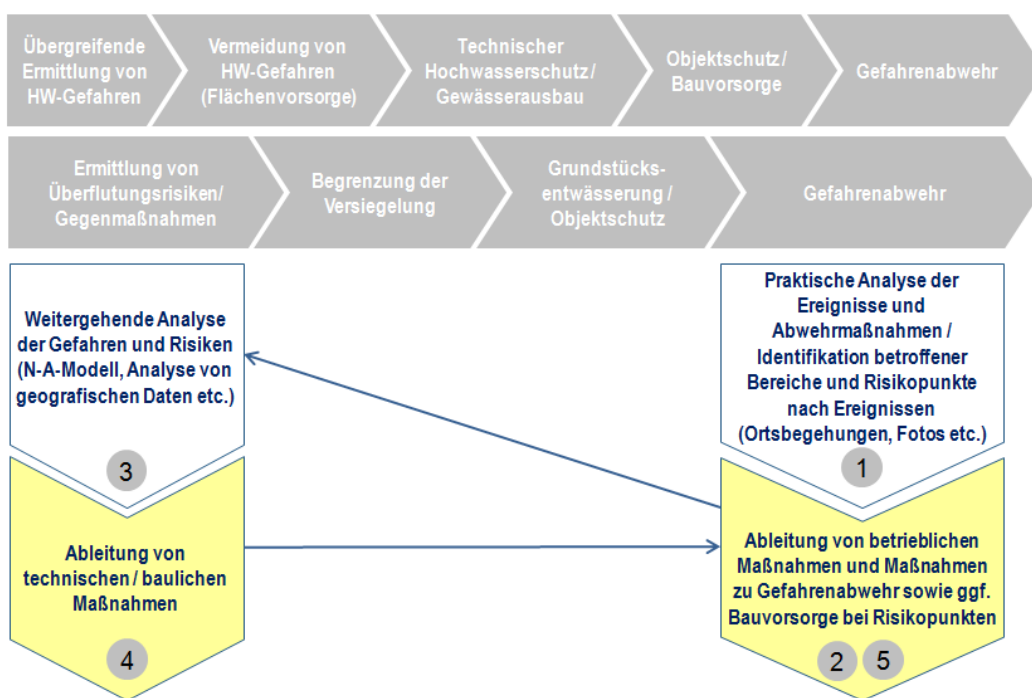 Übergreifende
Ermittlung von
HW-Gefahren
Vermeidung von
HW-Gefahren
(Flächenvorsorge)
Technischer
Hochwasserschutz/
Gewässerausbau
Objektschutz/
Bauvorsorge
Gefahrenabwehr
Ermittlung von
Überflutungsrisiken/
Gegenmaßnahmen
Begrenzung der
Versiegelung
Grundstücks-
entwässerung /
Objektschutz
Gefahrenabwehr
Weitergehende Analyse
der Gefahren und Risiken
(N-A-Modell, Analyse von
geografischen Daten etc.)
3
Ableitung von
technischen / baulichen
Maßnahmen
4
Praktische Analyse der
Ereignisse und
Abwehrmaßnahmen /
Identifikation betroffener
Bereiche und Risikopunkte
nach Ereignissen
(Ortsbegehungen, Fotos etc.)
1
Ableitung von betrieblichen
Maßnahmen und Maßnahmen
zu Gefahrenabwehr sowie ggf.
Bauvorsorge bei Risikopunkten
2 5